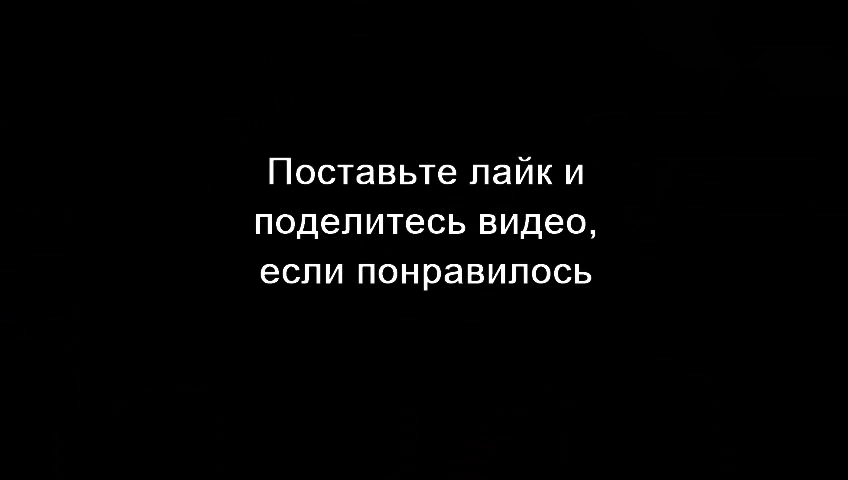 Поставьте лайк и
поделитесь видео,
если понравилось